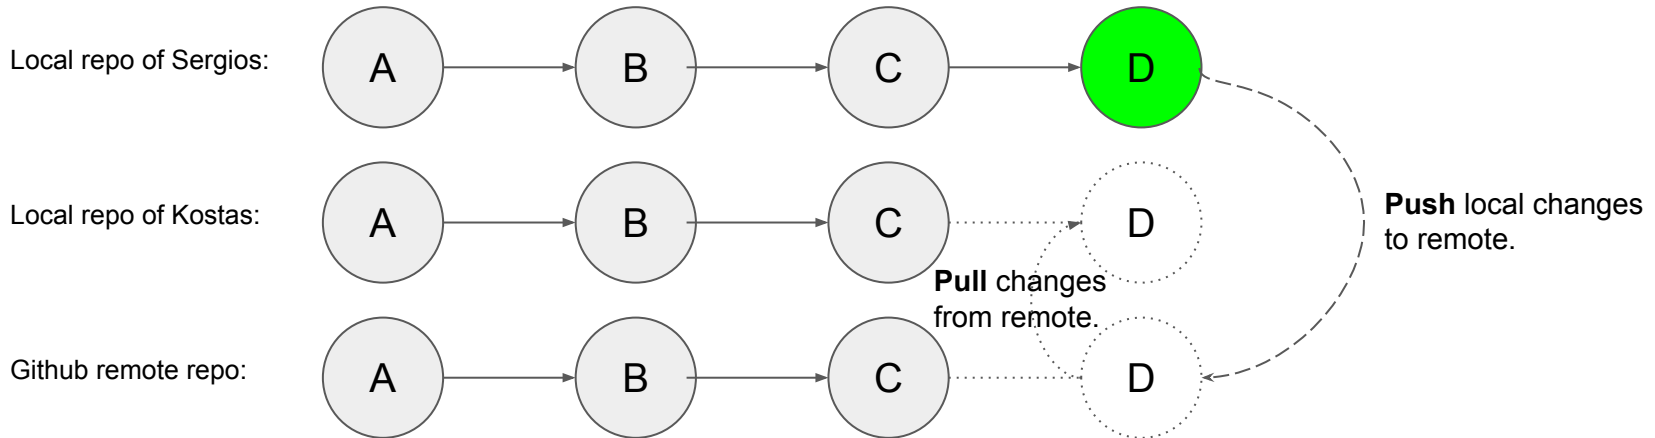 Local repo of Sergios:
A B C D
Local repo of Kostas:
A B C D
Push local changes
to remote.
Pull changes
from remote.
Github remote repo:
A B C D